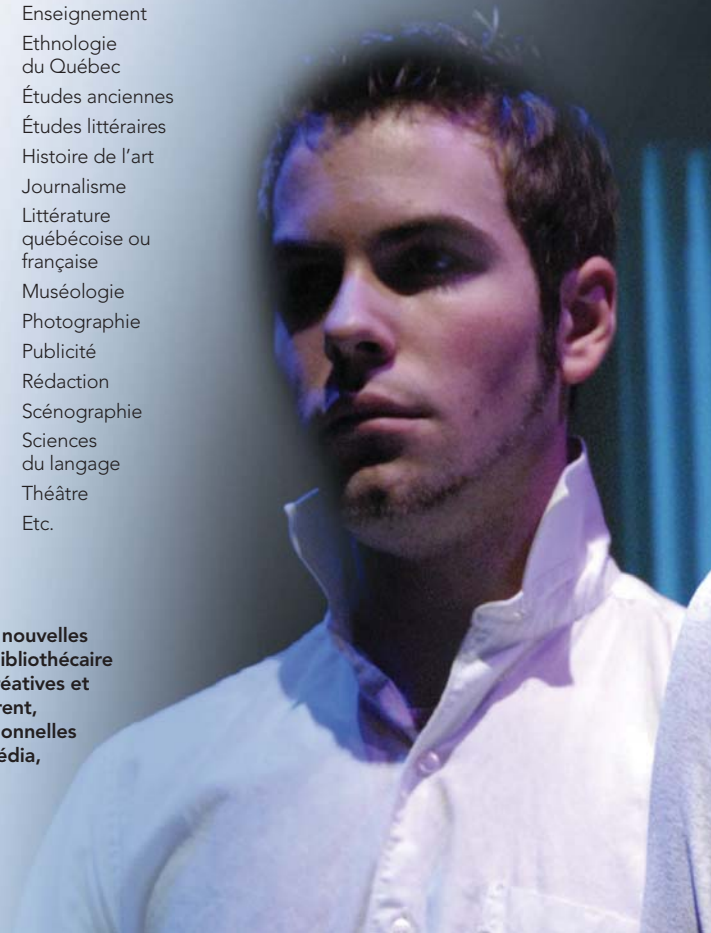 Enseignement
Ethnologie
du Québec
Études anciennes
Études littéraires
Histoire de l'art
Journalisme
Littérature
québécoise ou
française
Muséologie
Photographie
Publicité
Rédaction
Scénographie
Sciences
du langage
Théâtre
Etc.
nouvelles
ibliothécaire
réatives et
rent,
onnelles
édia,